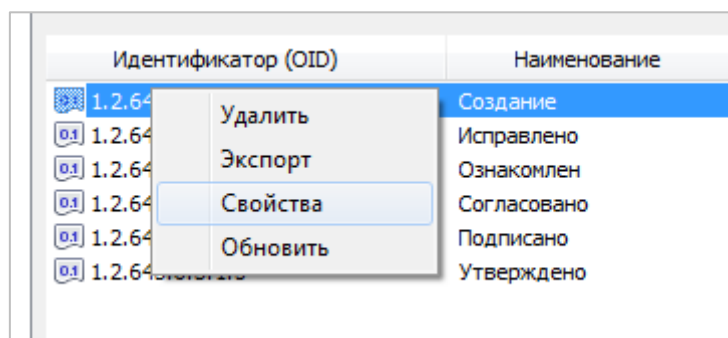 Идентификатор (OID) Наименование
1.2.64 Создание
Удалить
1.2.64 Исправлено
Экспорт
1.2.64 Ознакомлен
1.2.64 Свойства Согласовано
1.2.64 Подписано
Обновить
1.2.64 Утверждено